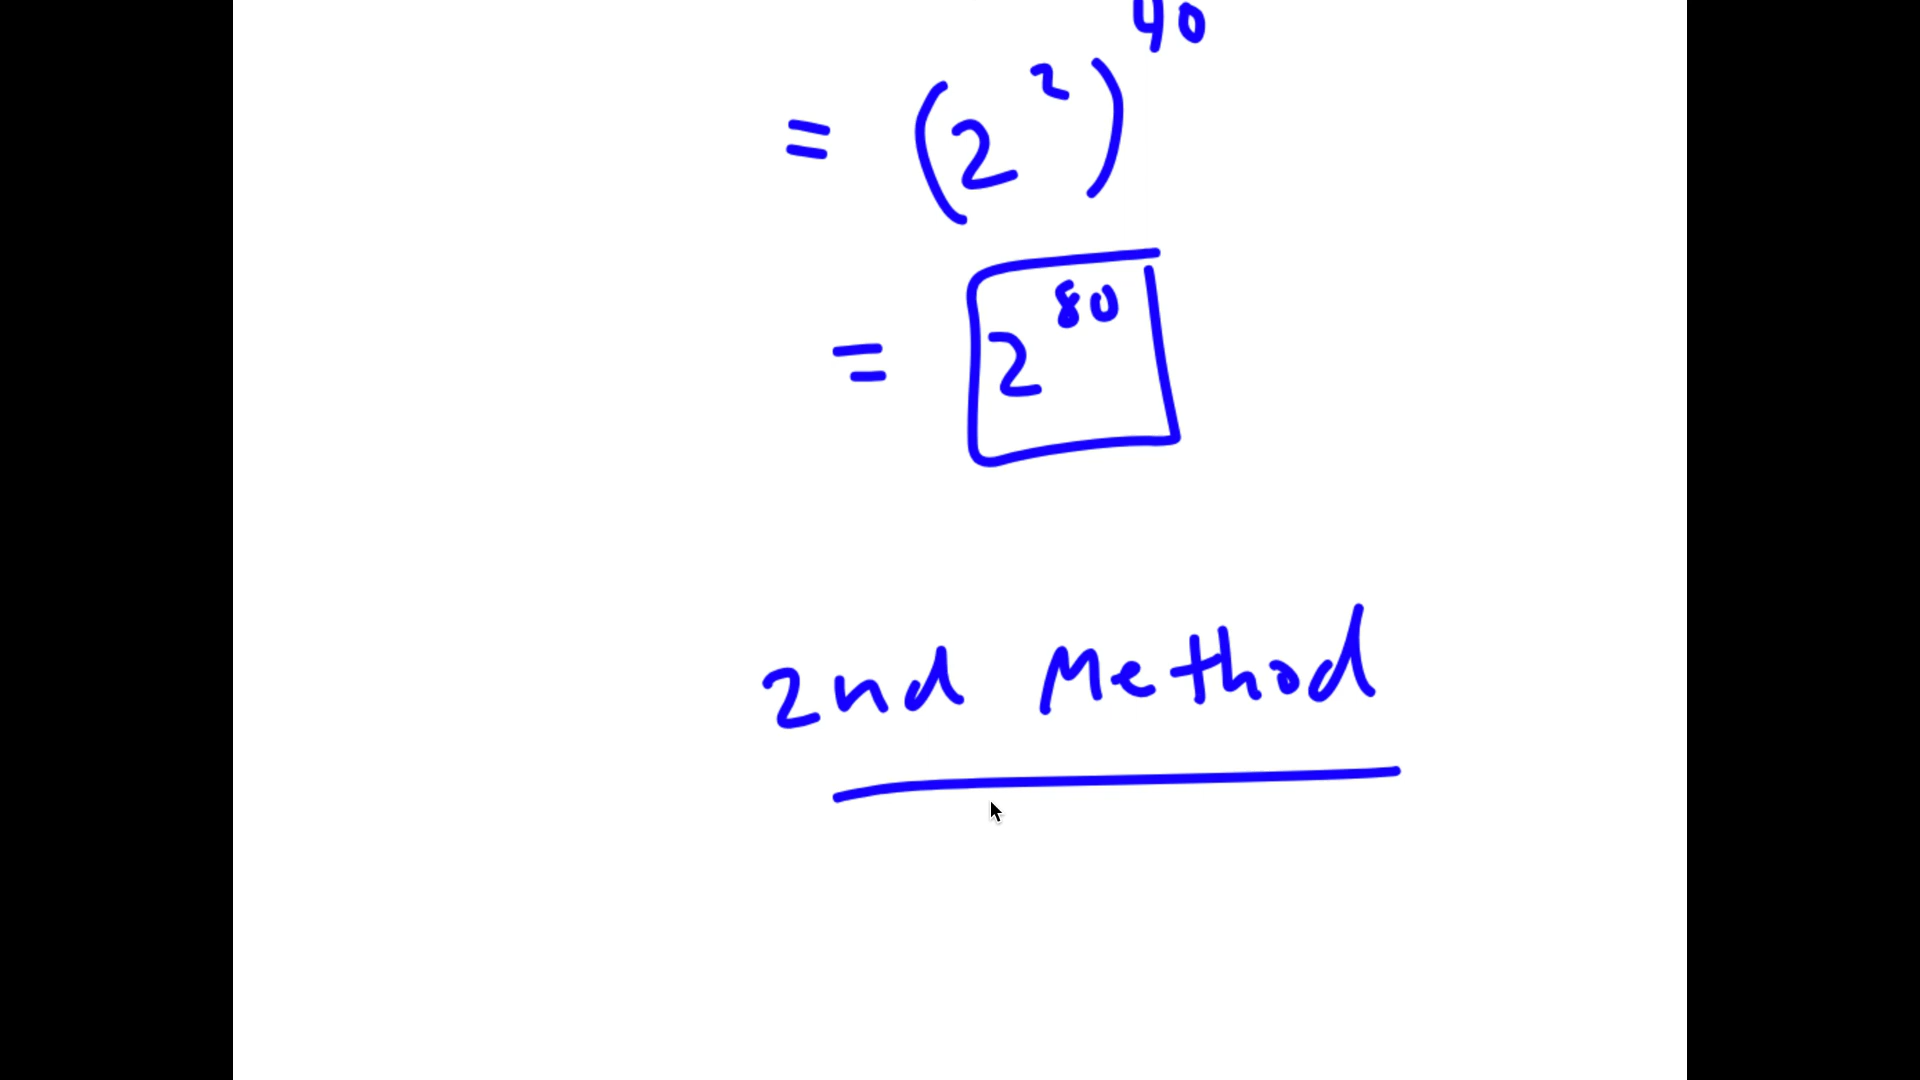 = (2²)⁴⁰
= 2⁸⁰
2nd Method